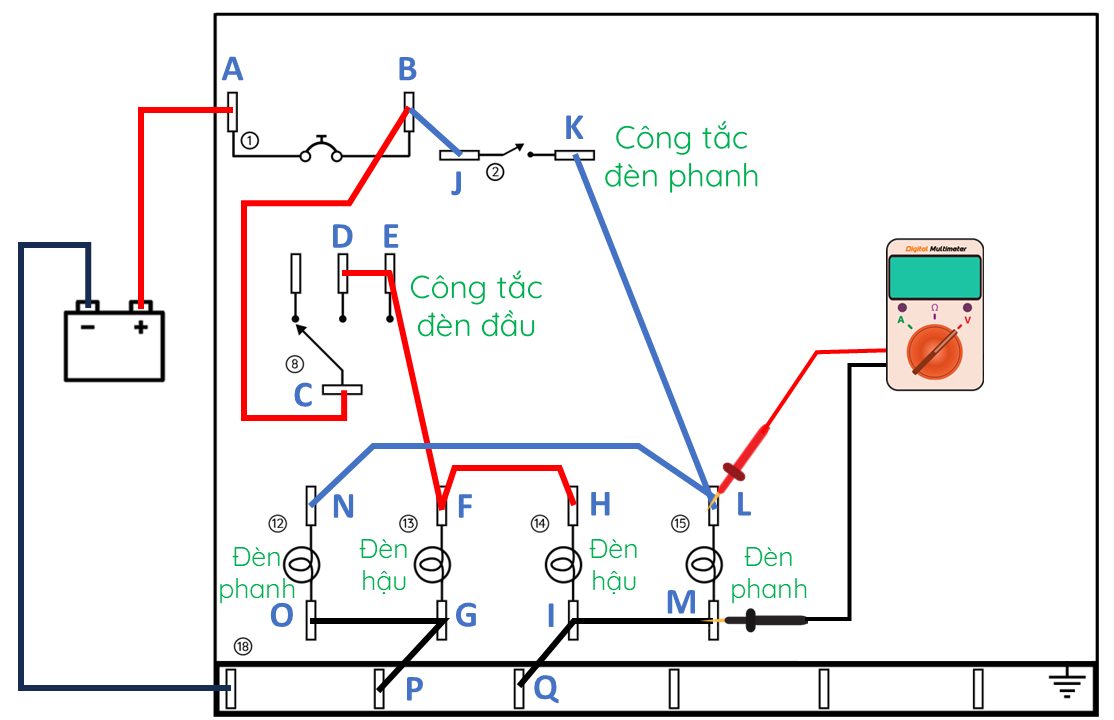 A
B
①
J
②
K
Công tắc
đèn phanh
D
E
Công tắc
đèn đầu
⑧
C
Digital Multimeter
A
Ω
V
−
+
N
F
H
L
⑫
⑬
⑭
⑮
Đèn
phanh
Đèn
hậu
Đèn
hậu
Đèn
phanh
O
G
I
M
⑱
P
Q